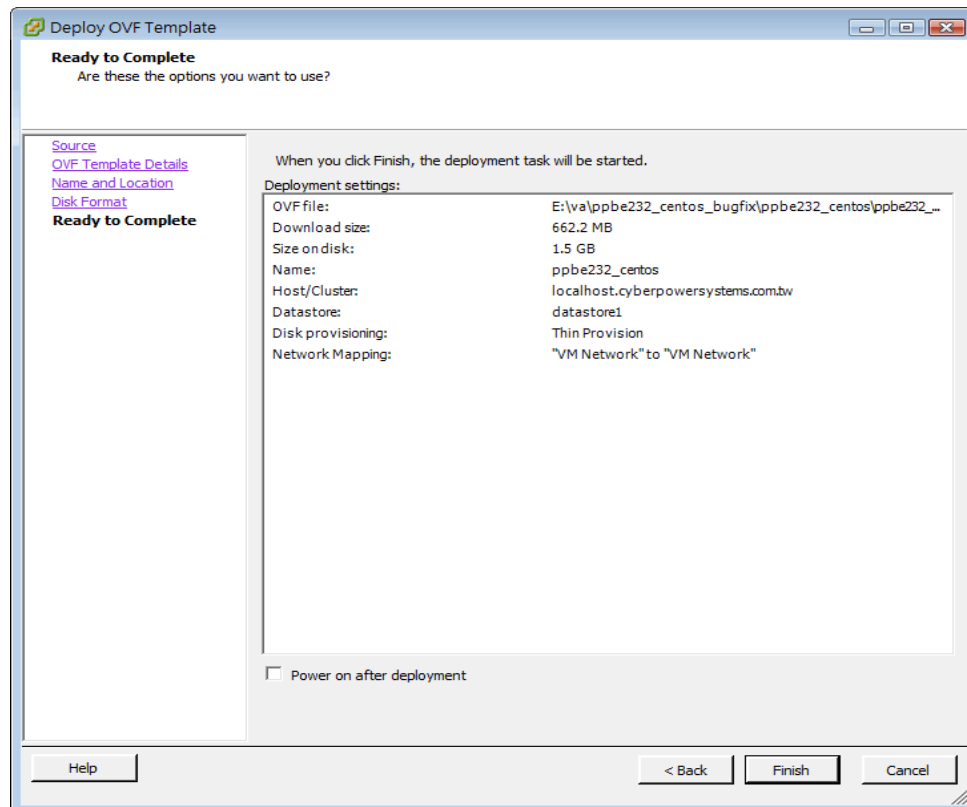 Deploy OVF Template
Ready to Complete
Are these the options you want to use?
Source
OVF Template Details
Name and Location
Disk Format
Ready to Complete
When you click Finish, the deployment task will be started.
Deployment settings:
OVF file: E:\va\ppbe232_centos_bugfix\ppbe232_centos\ppbe232_...
Download size: 662.2 MB
Size on disk: 1.5 GB
Name: ppbe232_centos
Host/Cluster: localhost.cyberpowersystems.com.tw
Datastore: datastore1
Disk provisioning: Thin Provision
Network Mapping: "VM Network" to "VM Network"
Power on after deployment
Help
< Back
Finish
Cancel